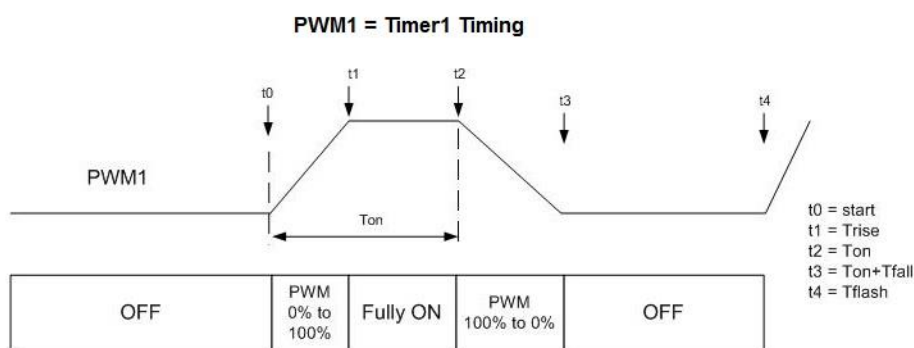 PWM1 = Timer1 Timing
t0
t1
t2
t3
t4
PWM1
Ton
t0 = start
t1 = Trise
t2 = Ton
t3 = Ton+Tfall
t4 = Tflash
OFF
PWM
0% to
100%
Fully ON
PWM
100% to 0%
OFF